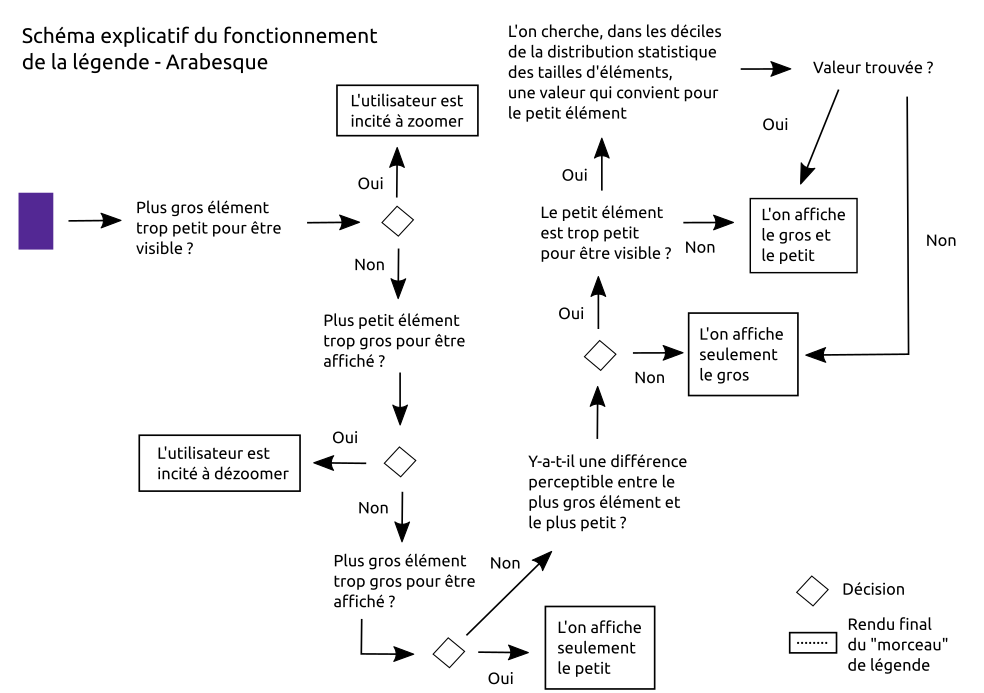 Schéma explicatif du fonctionnement
de la légende - Arabesque
L'utilisateur est
incité à zoomer
Oui
Plus gros élément
trop petit pour être
visible ?
Non
Plus petit élément
trop gros pour être
affiché ?
Oui
L'utilisateur est
incité à dézoomer
Non
Plus gros élément
trop gros pour être
affiché ?
Non
Oui
L'on affiche
seulement
le petit
Y-a-t-il une différence
perceptible entre le
plus gros élément et
le plus petit ?
Oui
Non
L'on affiche
seulement
le gros
Le petit élément
est trop petit
pour être visible ?
Non
Oui
L'on affiche
le gros et
le petit
L'on cherche, dans les déciles
de la distribution statistique
des tailles d'éléments,
une valeur qui convient pour
le petit élément
Valeur trouvée ?
Oui
Non
Décision
Rendu final
du "morceau"
de légende